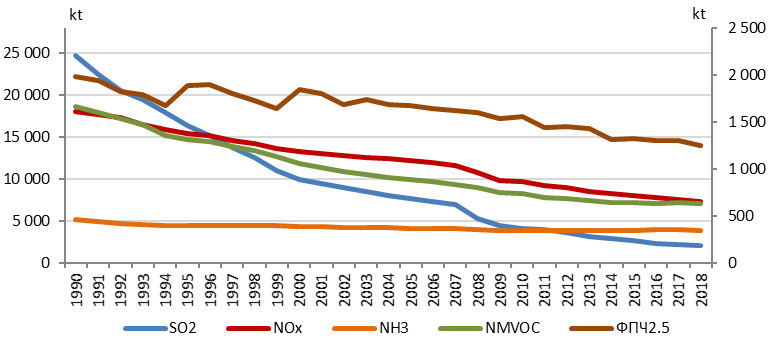 kt kt
25 000 2 500
20 000 2 000
15 000 1 500
10 000 1 000
5 000 500
0 0
1990 1991 1992 1993 1994 1995 1996 1997 1998 1999 2000 2001 2002 2003 2004 2005 2006 2007 2008 2009 2010 2011 2012 2013 2014 2015 2016 2017 2018
SO2 NOx NH3 NMVOC ФПЧ2.5